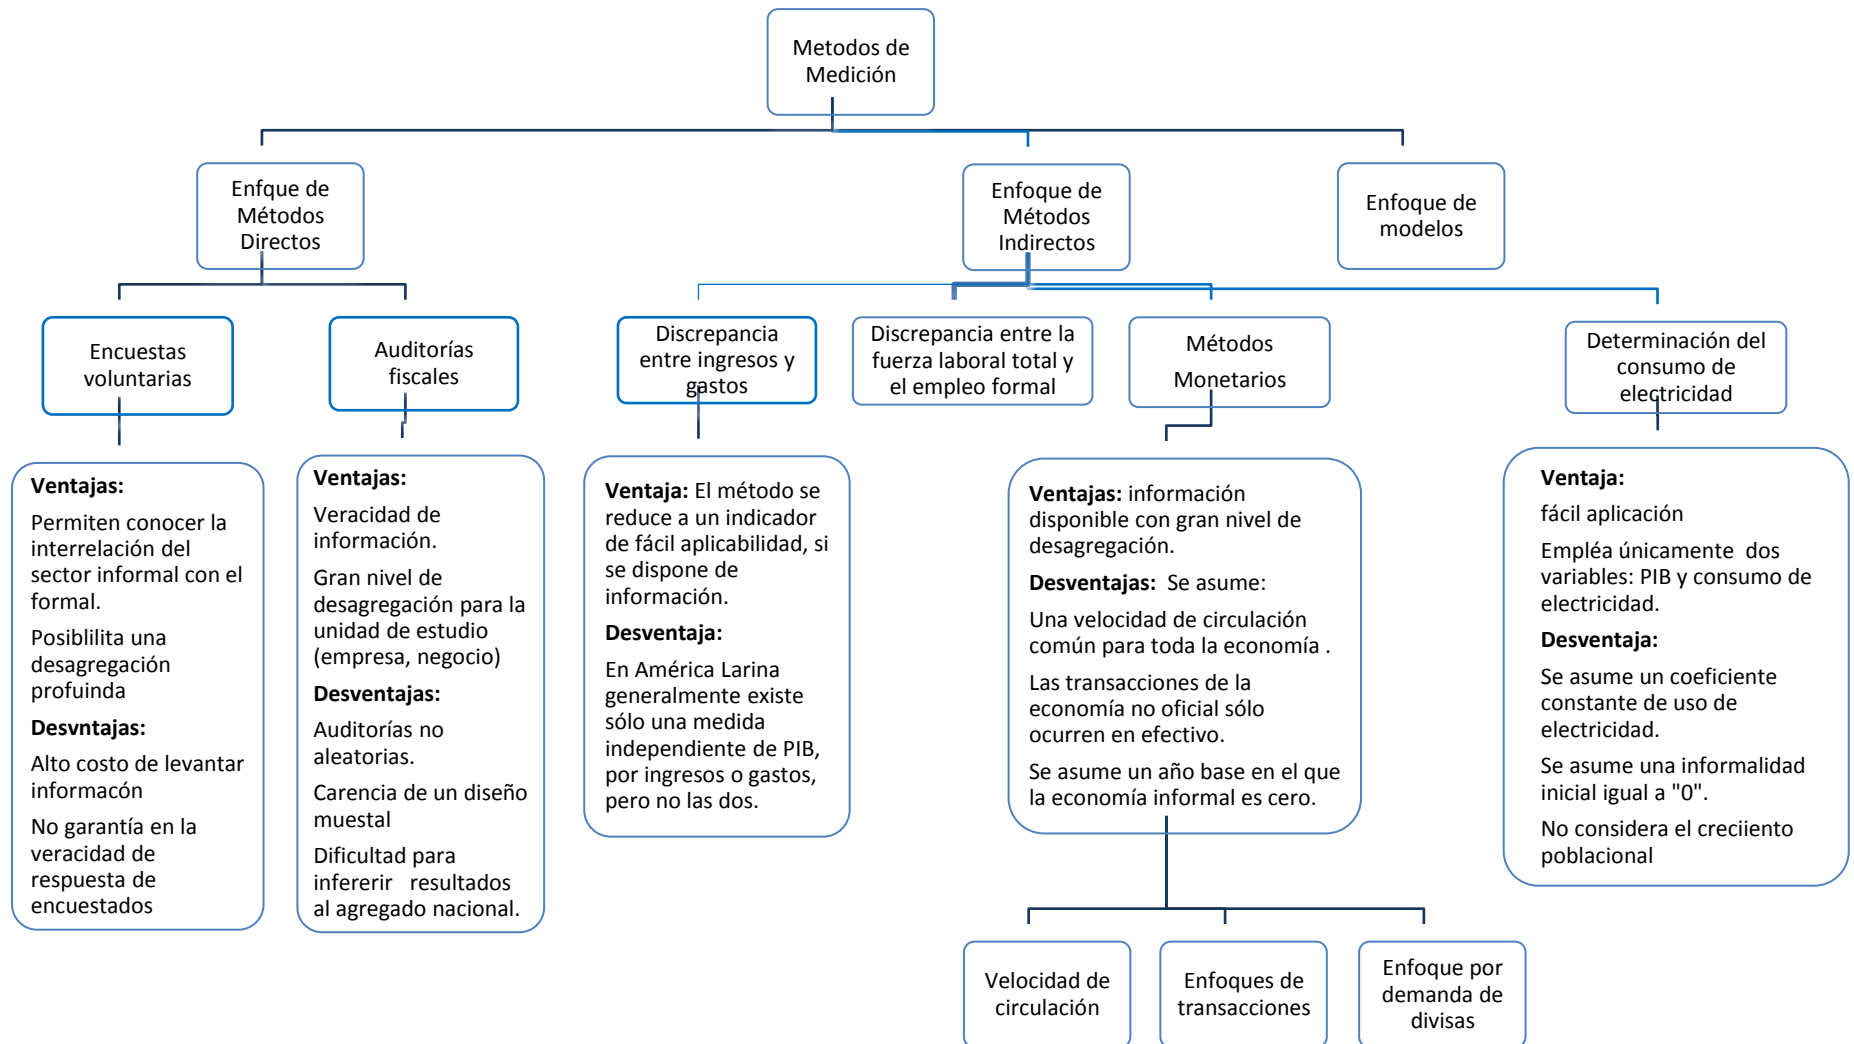 Metodos de
Medición
Enfque de
Métodos
Directos
Enfoque de
Métodos
Indirectos
Enfoque de
modelos
Encuestas
voluntarias
Auditorías
fiscales
Discrepancia
entre ingresos y
gastos
Discrepancia entre la
fuerza laboral total y
el empleo formal
Métodos
Monetarios
Determinación del
consumo de
electricidad
Ventajas:
Permiten conocer la
interrelación del
sector informal con el
formal.
Posiblilita una
desagregación
profuinda
Desvntajas:
Alto costo de levantar
informacón
No garantía en la
veracidad de
respuesta de
encuestados
Ventajas:
Veracidad de
información.
Gran nivel de
desagregación para la
unidad de estudio
(empresa, negocio)
Desventajas:
Auditorías no
aleatorias.
Carencia de un diseño
muestal
Dificultad para
infererir resultados
al agregado nacional.
Ventaja: El método se
reduce a un indicador
de fácil aplicabilidad, si
se dispone de
información.
Desventaja:
En América Larina
generalmente existe
sólo una medida
independiente de PIB,
por ingresos o gastos,
pero no las dos.
Ventajas: información
disponible con gran nivel de
desagregación.
Desventajas: Se asume:
Una velocidad de circulación
común para toda la economía .
Las transacciones de la
economía no oficial sólo
ocurren en efectivo.
Se asume un año base en el que
la economía informal es cero.
Ventaja:
fácil aplicación
Empléa únicamente dos
variables: PIB y consumo de
electricidad.
Desventaja:
Se asume un coeficiente
constante de uso de
electricidad.
Se asume una informalidad
inicial igual a "0".
No considera el creciiento
poblacional
Velocidad de
circulación
Enfoques de
transacciones
Enfoque por
demanda de
divisas